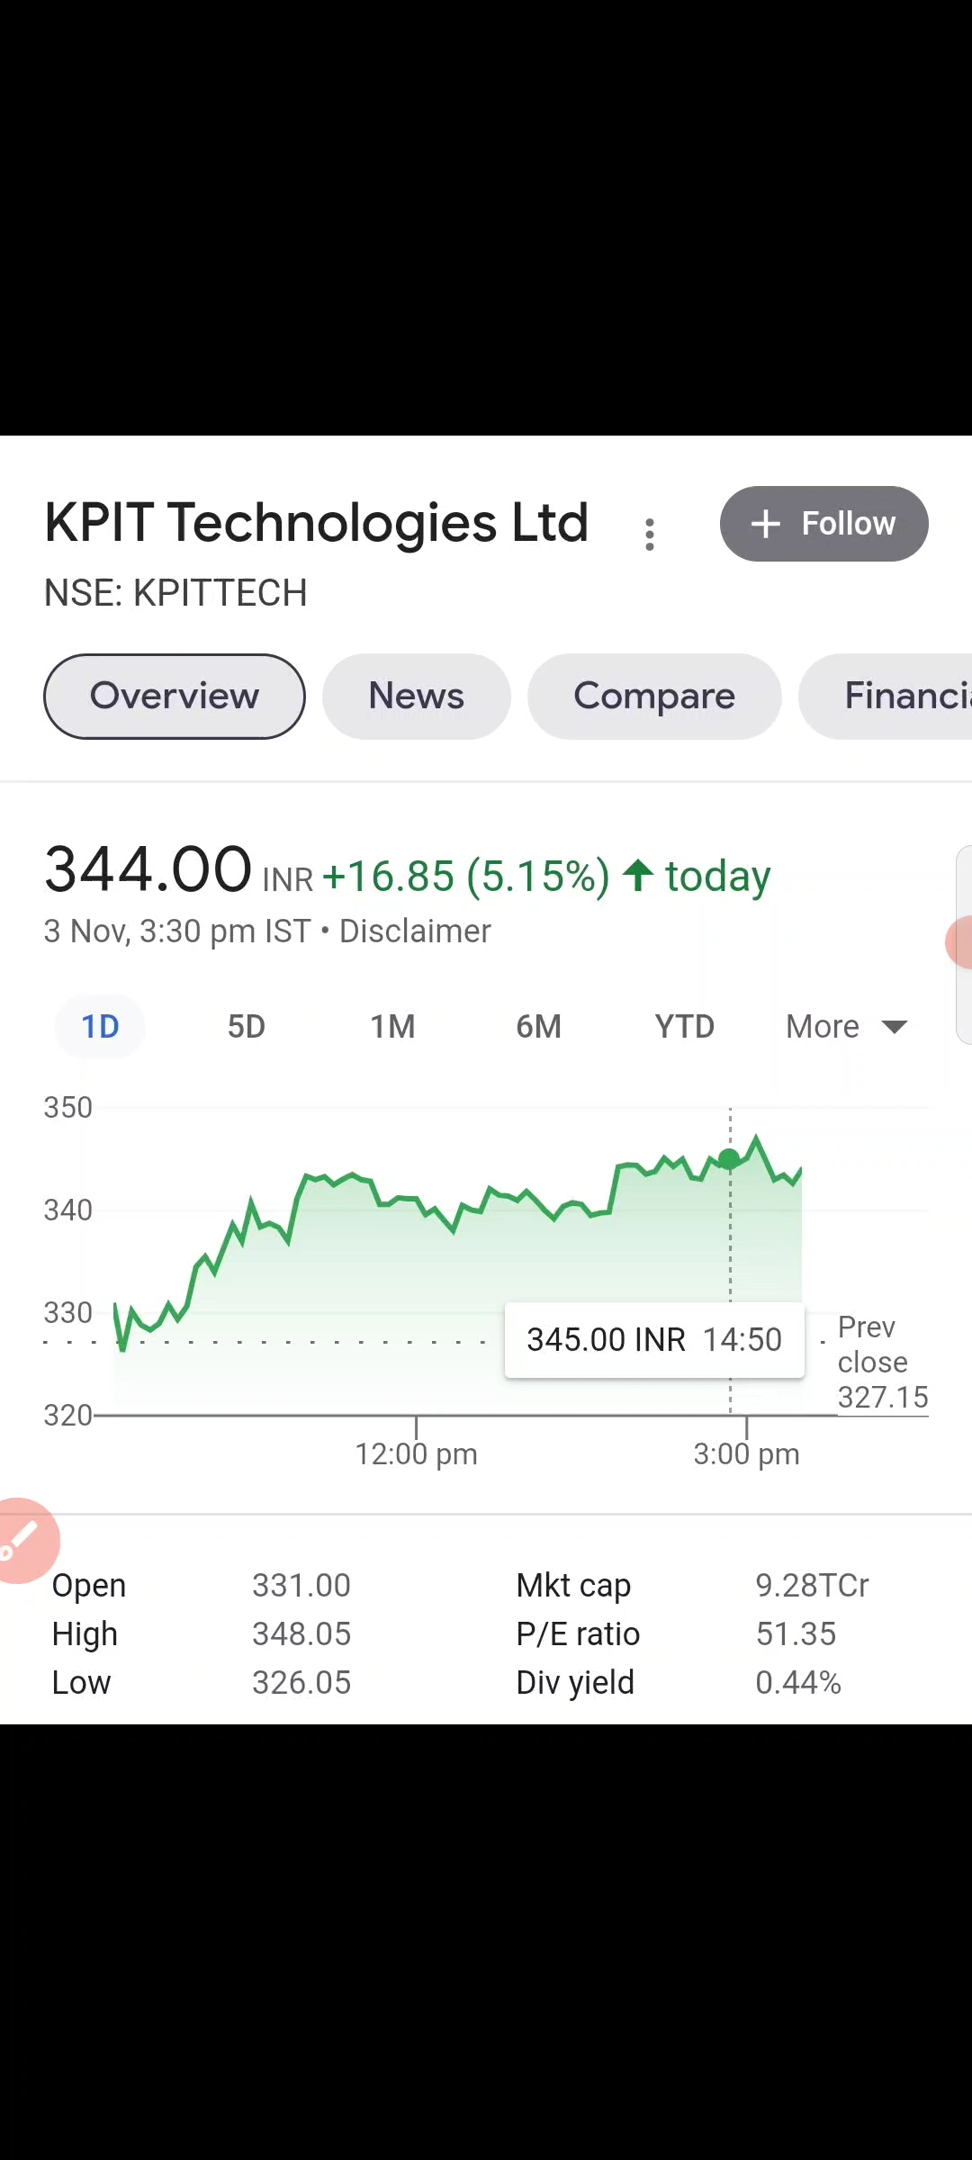 KPIT Technologies Ltd
+ Follow
NSE: KPITTECH
Overview News Compare Financi
344.00 INR +16.85 (5.15%) ↑ today
3 Nov, 3:30 pm IST • Disclaimer
1D 5D 1M 6M YTD More
350
340
330
320
345.00 INR 14:50
Prev
close
327.15
12:00 pm 3:00 pm
Open 331.00 Mkt cap 9.28TCr
High 348.05 P/E ratio 51.35
Low 326.05 Div yield 0.44%